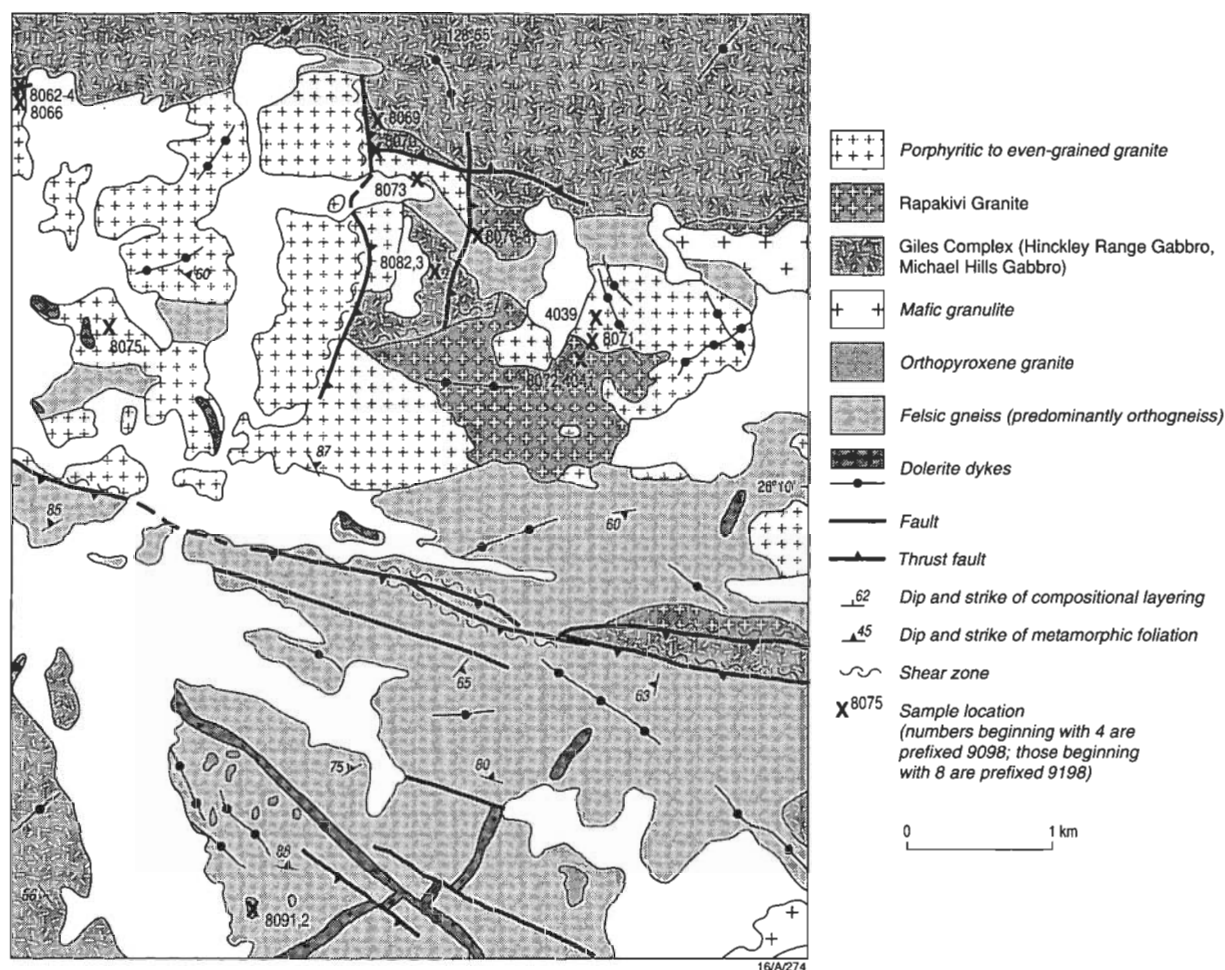 128°55'
8062-4
8066
8069
8070
65
8073
8082,3
60
4039
8071
8075
8072,4041
87
26°10'
85
60
65
63
75
80
88
56
8091,2
Porphyritic to even-grained granite
Rapakivi Granite
Giles Complex (Hinckley Range Gabbro,
Michael Hills Gabbro)
Mafic granulite
Orthopyroxene granite
Felsic gneiss (predominantly orthogneiss)
Dolerite dykes
Fault
Thrust fault
62 Dip and strike of compositional layering
45 Dip and strike of metamorphic foliation
Shear zone
X 8075 Sample location
(numbers beginning with 4 are
prefixed 9098; those beginning
with 8 are prefixed 9198)
0 1 km
16/A/274